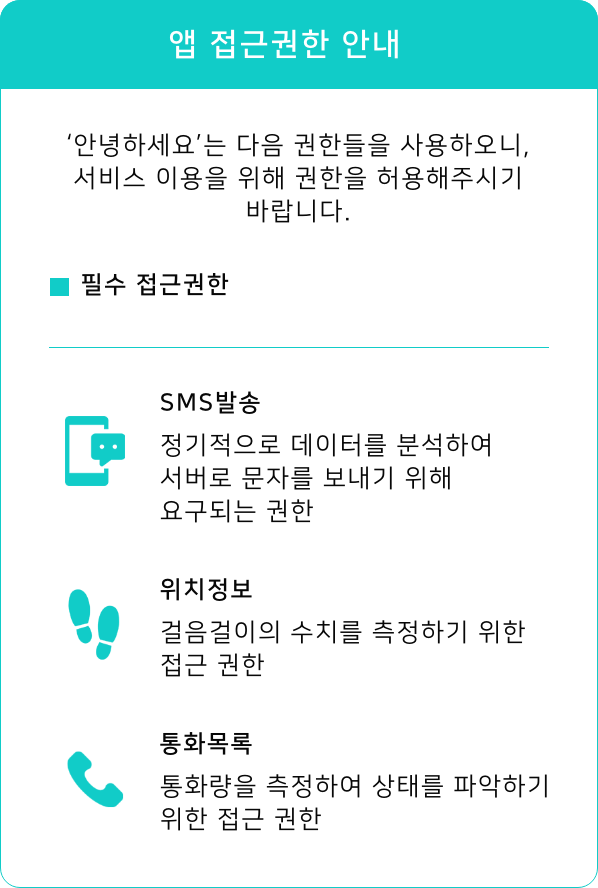 앱 접근권한 안내
‘안녕하세요’는 다음 권한들을 사용하오니,
서비스 이용을 위해 권한을 허용해주시기
바랍니다.
필수 접근권한
SMS발송
정기적으로 데이터를 분석하여
서버로 문자를 보내기 위해
요구되는 권한
위치정보
걸음걸이의 수치를 측정하기 위한
접근 권한
통화목록
통화량을 측정하여 상태를 파악하기
위한 접근 권한